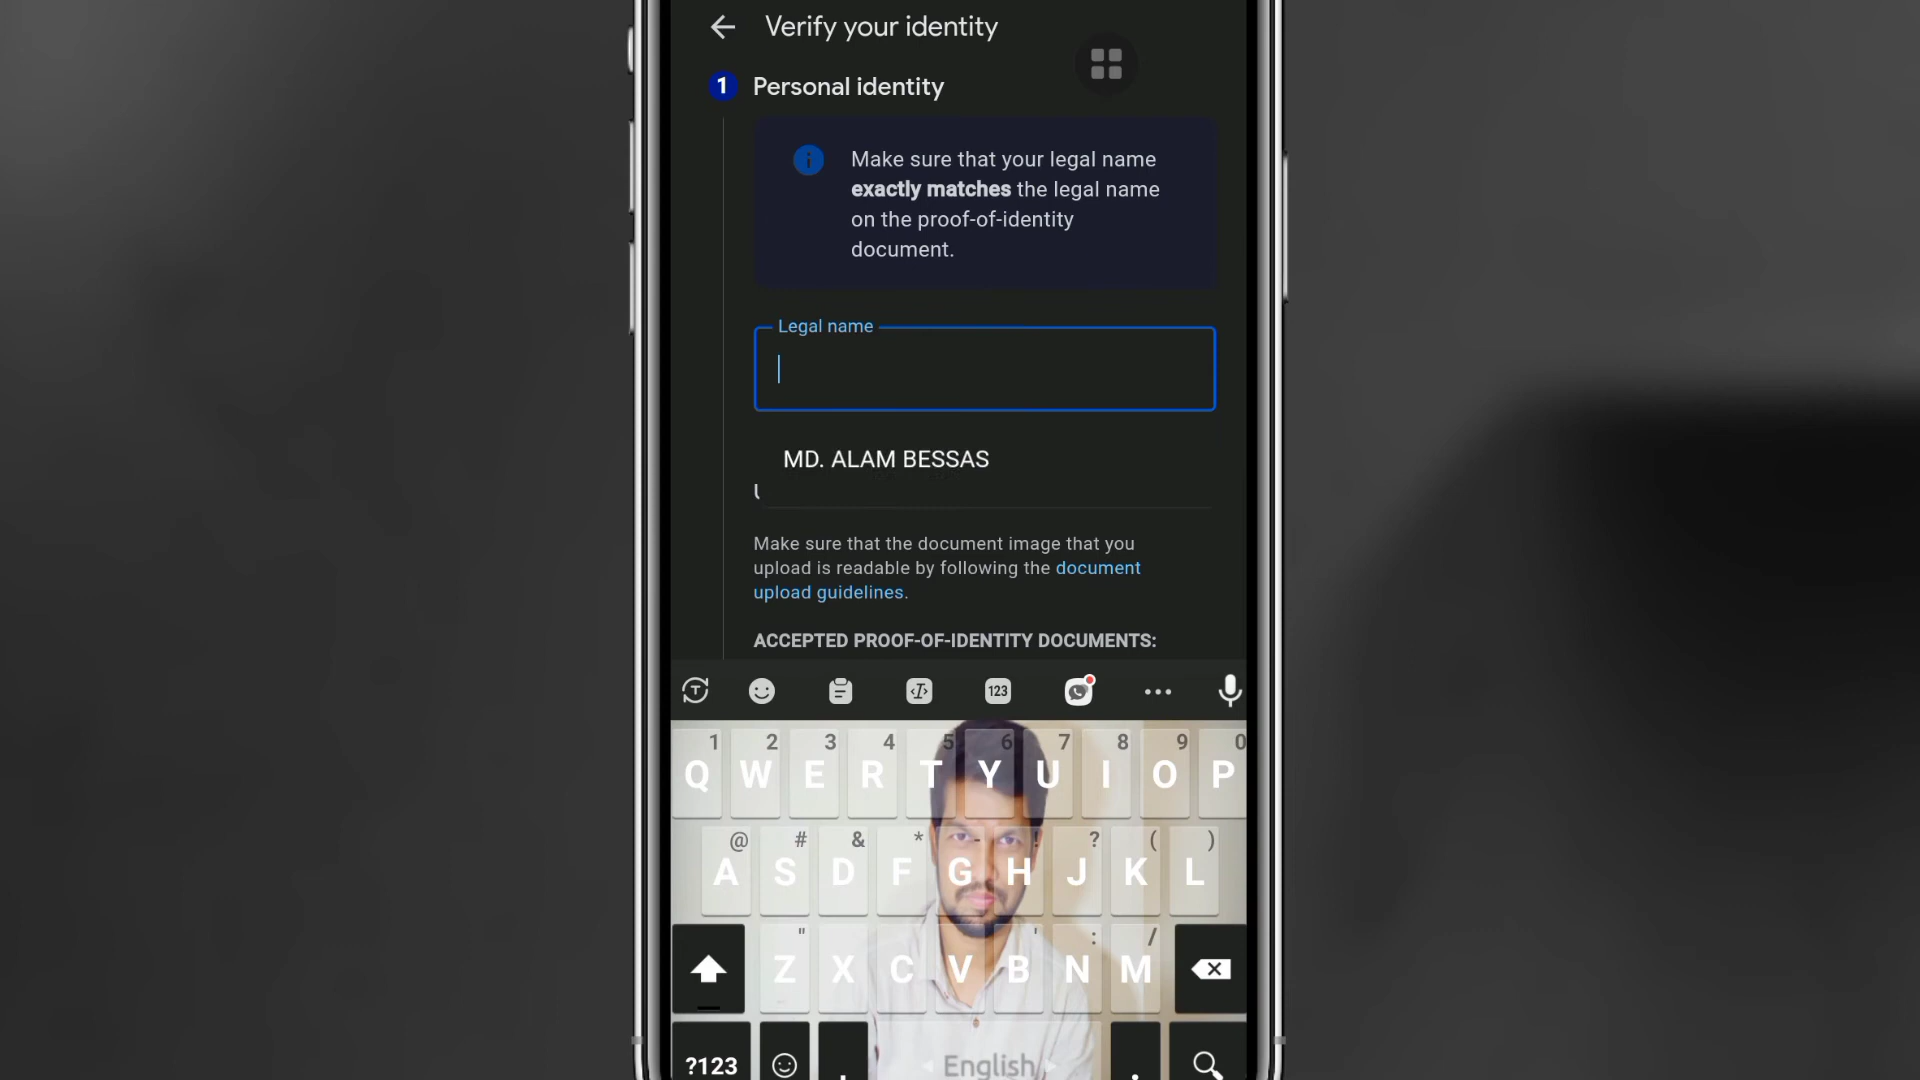 Verify your identity
1 Personal identity
Make sure that your legal name
exactly matches the legal name
on the proof-of-identity
document.
Legal name
MD. ALAM BESSAS
Make sure that the document image that you
upload is readable by following the document
upload guidelines.
ACCEPTED PROOF-OF-IDENTITY DOCUMENTS:
123
1 2 3 4 5 6 7 8 9 0
Q W E R T Y U I O P
@ # & * - ! ? ( )
A S D F G H J K L
" ' : /
Z X C V B N M
?123 , English .